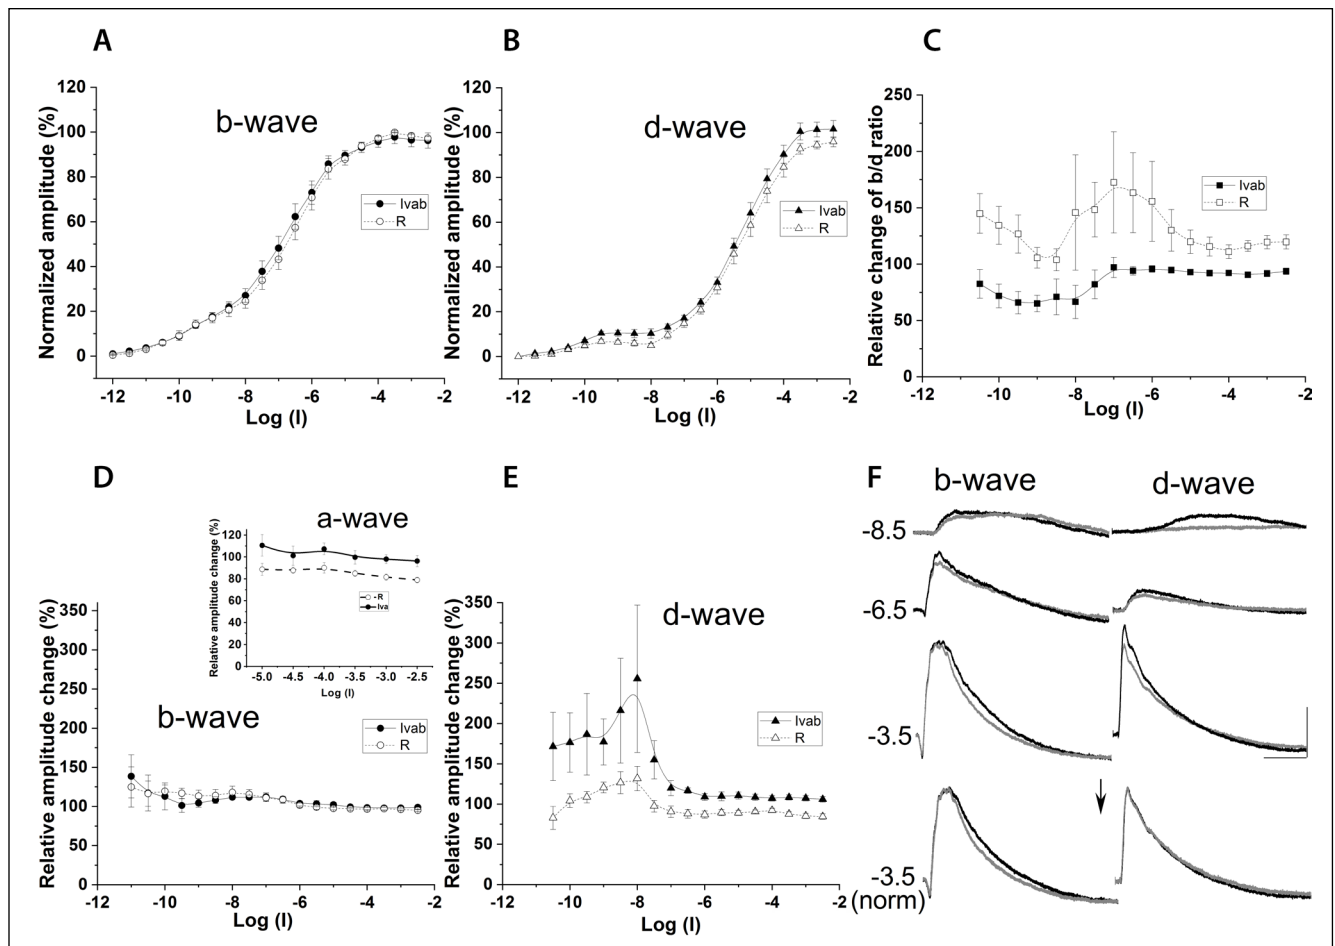 A
b-wave
Normalized amplitude (%)
120
100
80
60
40
20
0
Ivab
R
-12
-10
-8
-6
-4
-2
Log (I)
B
d-wave
Normalized amplitude (%)
120
100
80
60
40
20
0
Ivab
R
-12
-10
-8
-6
-4
-2
Log (I)
C
Relative change of b/d ratio
250
200
150
100
50
0
Ivab
R
-12
-10
-8
-6
-4
-2
Log (I)
D
a-wave
Relative amplitude change (%)
120
100
80
60
40
20
0
-R
Iva
-5.0
-4.5
-4.0
-3.5
-3.0
-2.5
Log (I)
b-wave
Relative amplitude change (%)
350
300
250
200
150
100
50
0
Ivab
R
-12
-10
-8
-6
-4
-2
Log (I)
E
d-wave
Relative amplitude change (%)
350
300
250
200
150
100
50
0
Ivab
R
-12
-10
-8
-6
-4
-2
Log (I)
F
b-wave
d-wave
-8.5
-6.5
-3.5
-3.5
(norm)